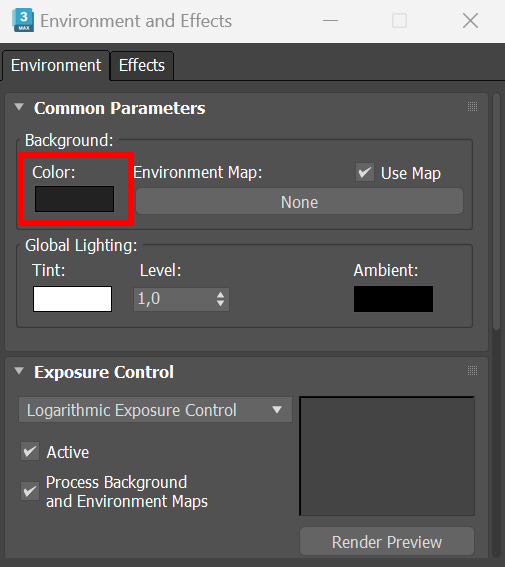 3
MAX
Environment and Effects
Environment
Effects
Common Parameters
Background:
Color:
Environment Map:
Use Map
None
Global Lighting:
Tint:
Level:
Ambient:
1,0
Exposure Control
Logarithmic Exposure Control
Active
Process Background
and Environment Maps
Render Preview